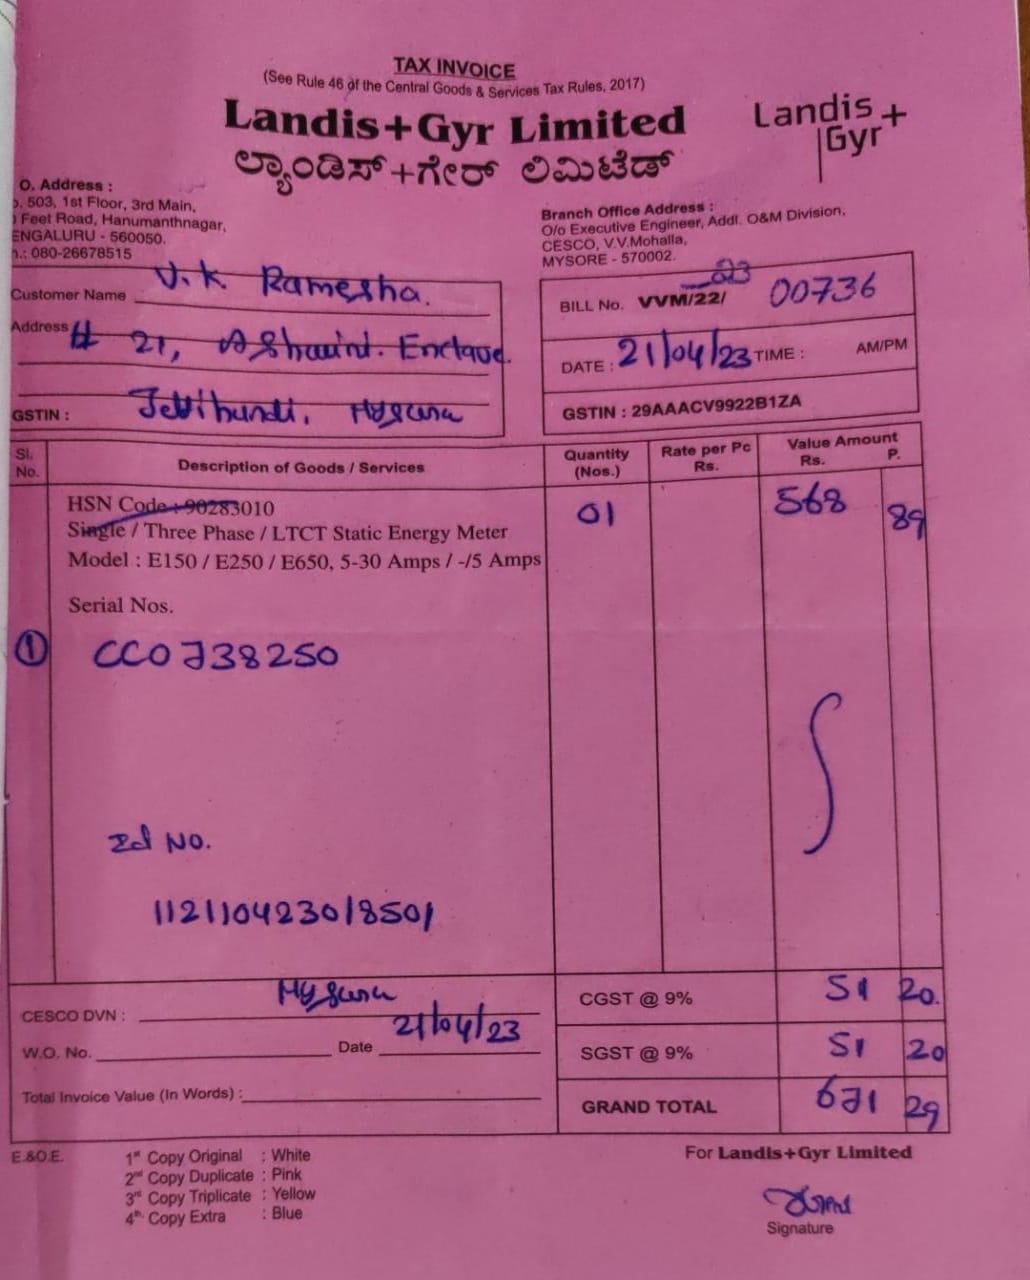 TAX INVOICE
(See Rule 46 of the Central Goods & Services Tax Rules, 2017)
Landis+Gyr Limited
ಲ್ಯಾಂಡಿಸ್+ಗೇರ್ ಲಿಮಿಟೆಡ್
Landis+
Gyr
O. Address :
. 503, 1st Floor, 3rd Main,
Feet Road, Hanumanthnagar,
ENGALURU - 560050.
.: 080-26678515
Branch Office Address :
O/o Executive Engineer, Addl. O&M Division,
CESCO, V.V.Mohalla,
MYSORE - 570002.
Customer Name V.K. Ramesha.
Address # 21, Enclave.
GSTIN : Mysuru
BILL No. VVM/22/23 00736
DATE : 21/04/23 TIME : AM/PM
GSTIN : 29AAACV9922B1ZA
Sl. No. Description of Goods / Services Quantity (Nos.) Rate per Pc Rs. Value Amount Rs. P.
HSN Code : 90283010 01 568 89
Single / Three Phase / LTCT Static Energy Meter
Model : E150 / E250 / E650, 5-30 Amps / -/5 Amps
Serial Nos.
① CC0738250
Id No.
112110423018501
CESCO DVN : Mysuru
W.O. No. Date 21/04/23
Total Invoice Value (In Words) :
CGST @ 9% 51 20.
SGST @ 9% 51 20
GRAND TOTAL 671 29
E.&O.E.
1st Copy Original : White
2nd Copy Duplicate : Pink
3rd Copy Triplicate : Yellow
4th Copy Extra : Blue
For Landis+Gyr Limited
Signature